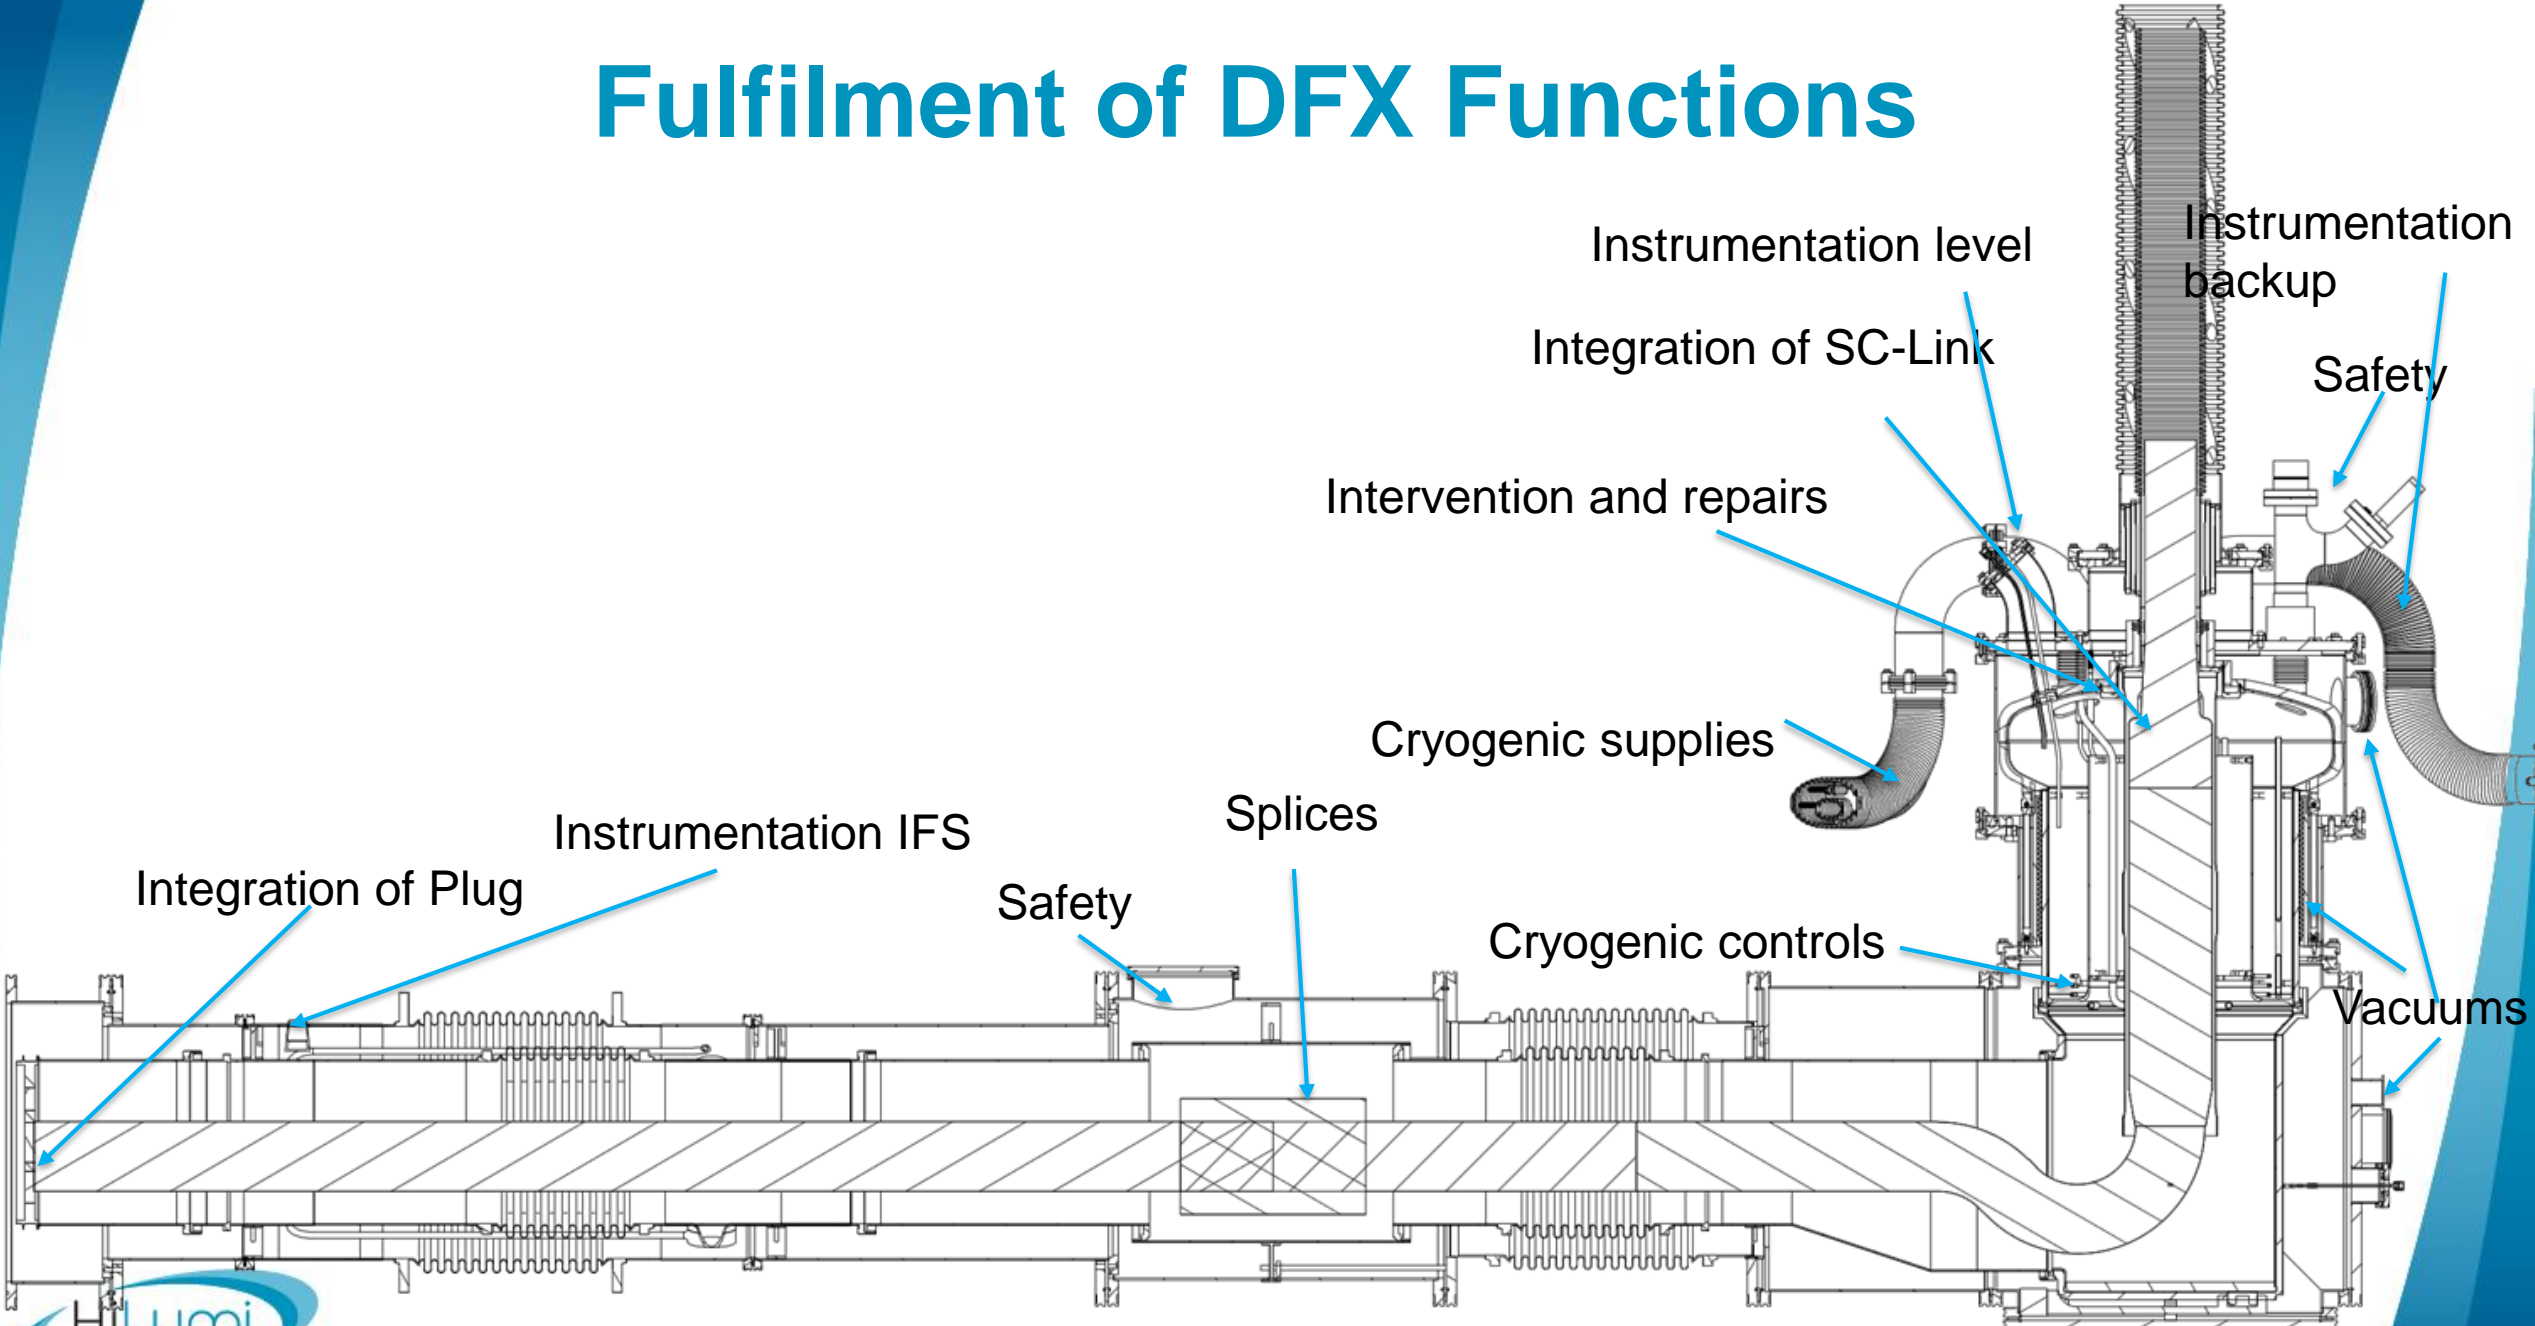 Fulfilment of DFX Functions
Instrumentation
backup
Instrumentation level
Integration of SC-Link
Safety
Intervention and repairs
Cryogenic supplies
Splices
Instrumentation IFS
Integration of Plug
Safety
Cryogenic controls
Vacuums
Lumi